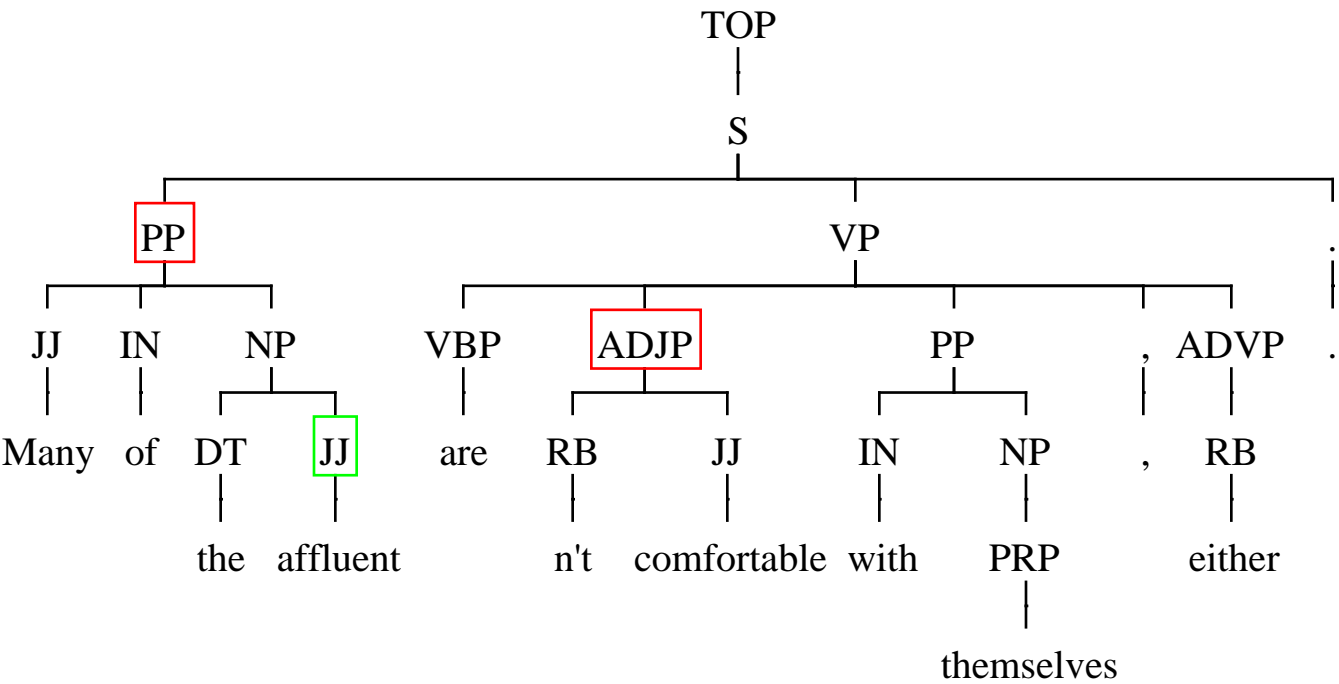 TOP
S
PP VP .
JJ IN NP VBP ADJP PP , ADVP .
Many of DT JJ are RB JJ IN NP , RB
the affluent n't comfortable with PRP either
themselves